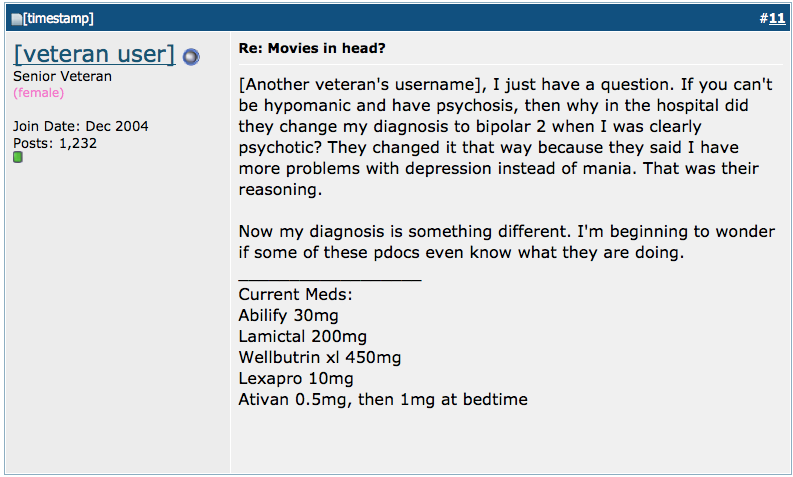 [timestamp]
#11
[veteran user]
Senior Veteran
(female)
Join Date: Dec 2004
Posts: 1,232
Re: Movies in head?
[Another veteran's username], I just have a question. If you can't
be hypomanic and have psychosis, then why in the hospital did
they change my diagnosis to bipolar 2 when I was clearly
psychotic? They changed it that way because they said I have
more problems with depression instead of mania. That was their
reasoning.
Now my diagnosis is something different. I'm beginning to wonder
if some of these pdocs even know what they are doing.
Current Meds:
Abilify 30mg
Lamictal 200mg
Wellbutrin xl 450mg
Lexapro 10mg
Ativan 0.5mg, then 1mg at bedtime